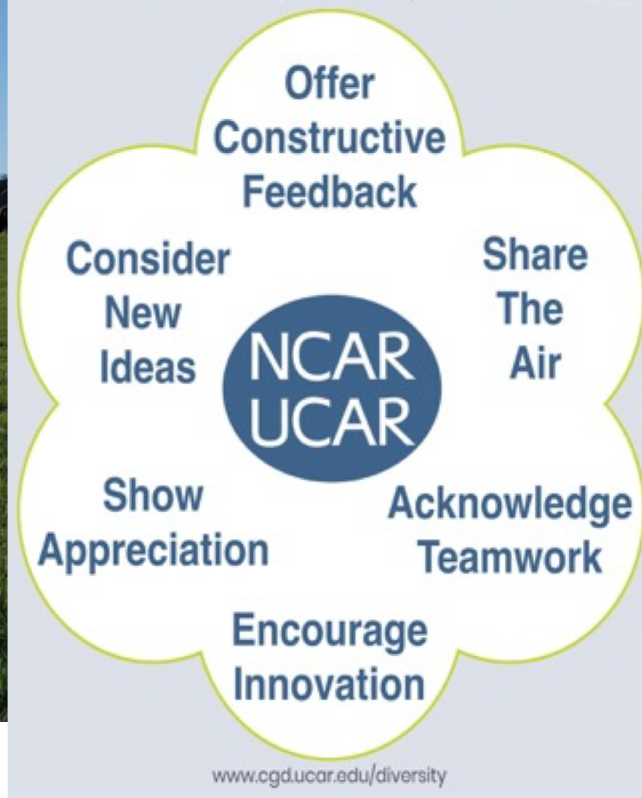 Offer
Constructive
Feedback
Share
The
Air
Acknowledge
Teamwork
Encourage
Innovation
Show
Appreciation
Consider
New
Ideas
NCAR
UCAR
www.cgd.ucar.edu/diversity